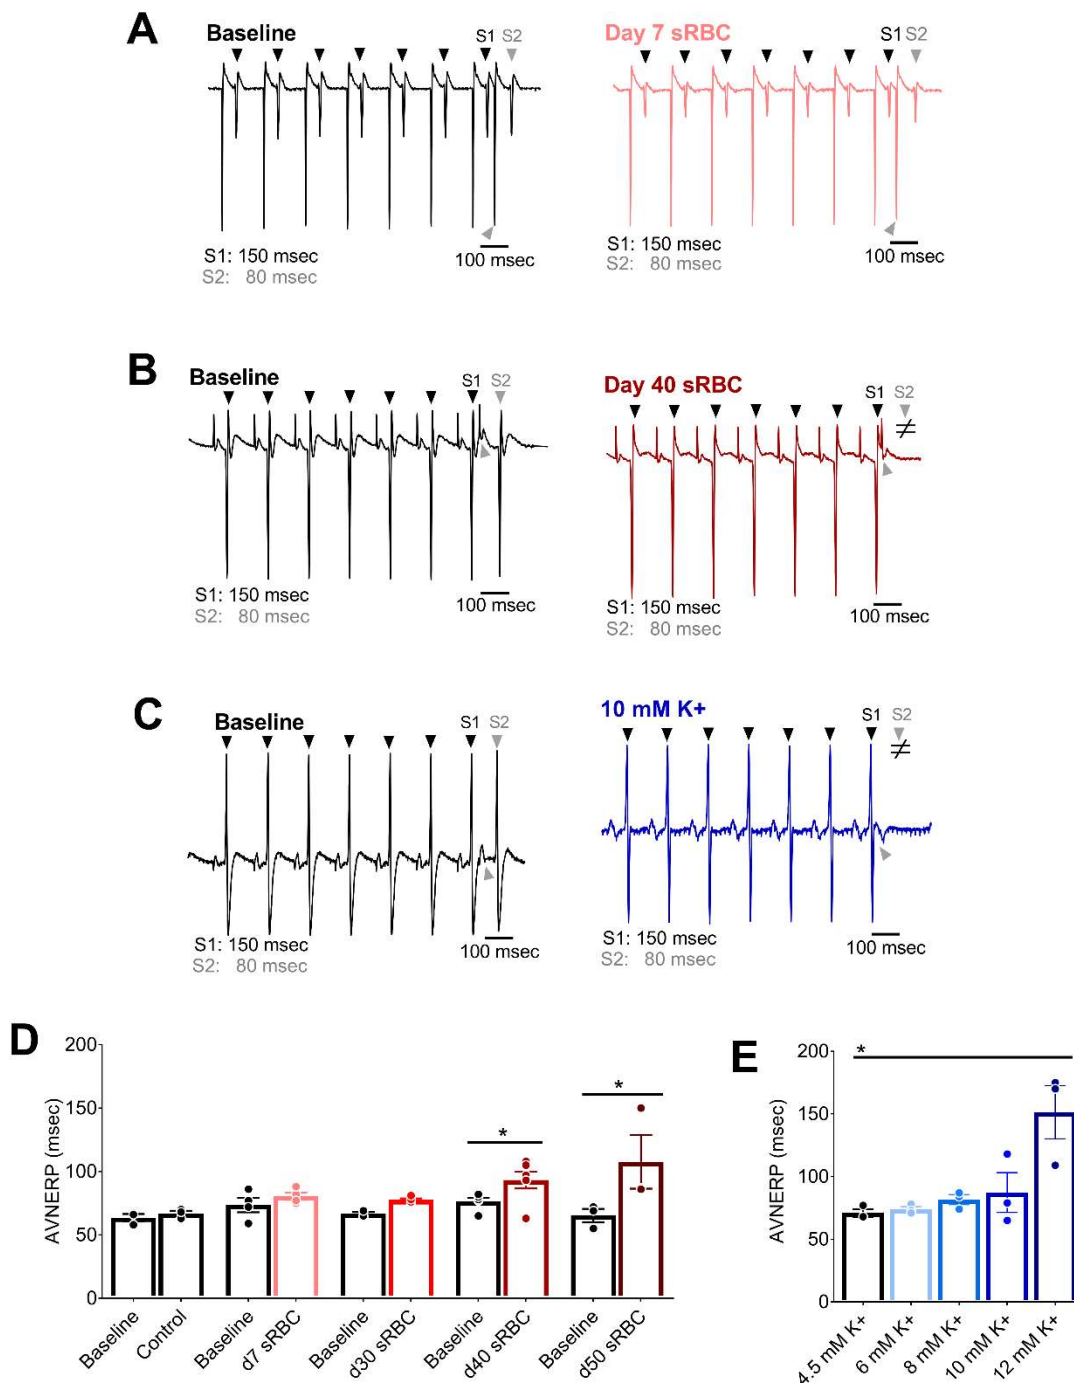 A
Baseline
S1 S2
Day 7 sRBC
S1 S2
S1: 150 msec
S2: 80 msec
100 msec
S1: 150 msec
S2: 80 msec
100 msec
B
Baseline
S1 S2
Day 40 sRBC
S1 S2
≠
S1: 150 msec
S2: 80 msec
100 msec
S1: 150 msec
S2: 80 msec
100 msec
C
Baseline
S1 S2
10 mM K+
S1 S2
≠
S1: 150 msec
S2: 80 msec
100 msec
S1: 150 msec
S2: 80 msec
100 msec
D
AVNERP (msec)
200
150
100
50
0
*
*
Baseline
Control
Baseline
d7 sRBC
Baseline
d30 sRBC
Baseline
d40 sRBC
Baseline
d50 sRBC
E
AVNERP (msec)
200
150
100
50
0
*
4.5 mM K+
6 mM K+
8 mM K+
10 mM K+
12 mM K+